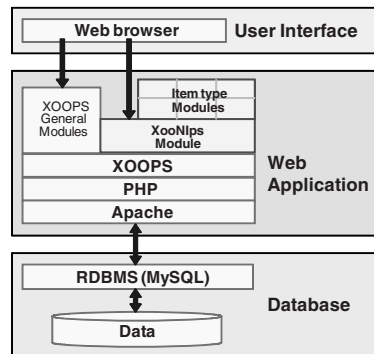 Web browser
User Interface
XOOPS
General
Modules
Item type
Modules
XooNIps
Module
XOOPS
PHP
Apache
Web
Application
RDBMS (MySQL)
Data
Database